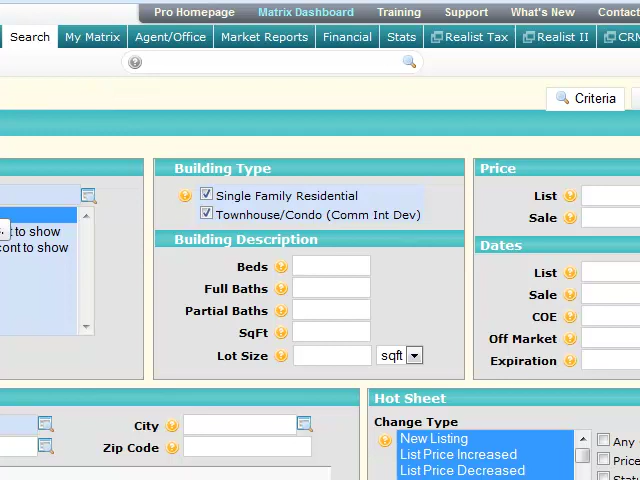 Pro Homepage Matrix Dashboard Training Support What's New Contact
Search My Matrix Agent/Office Market Reports Financial Stats Realist Tax Realist II CRM
Criteria
Building Type
Single Family Residential
Townhouse/Condo (Comm Int Dev)
t to show
cont to show
Building Description
Beds
Full Baths
Partial Baths
SqFt
Lot Size sqft
Price
List
Sale
Dates
List
Sale
COE
Off Market
Expiration
City
Zip Code
Hot Sheet
Change Type
New Listing
List Price Increased
List Price Decreased
Any
Price